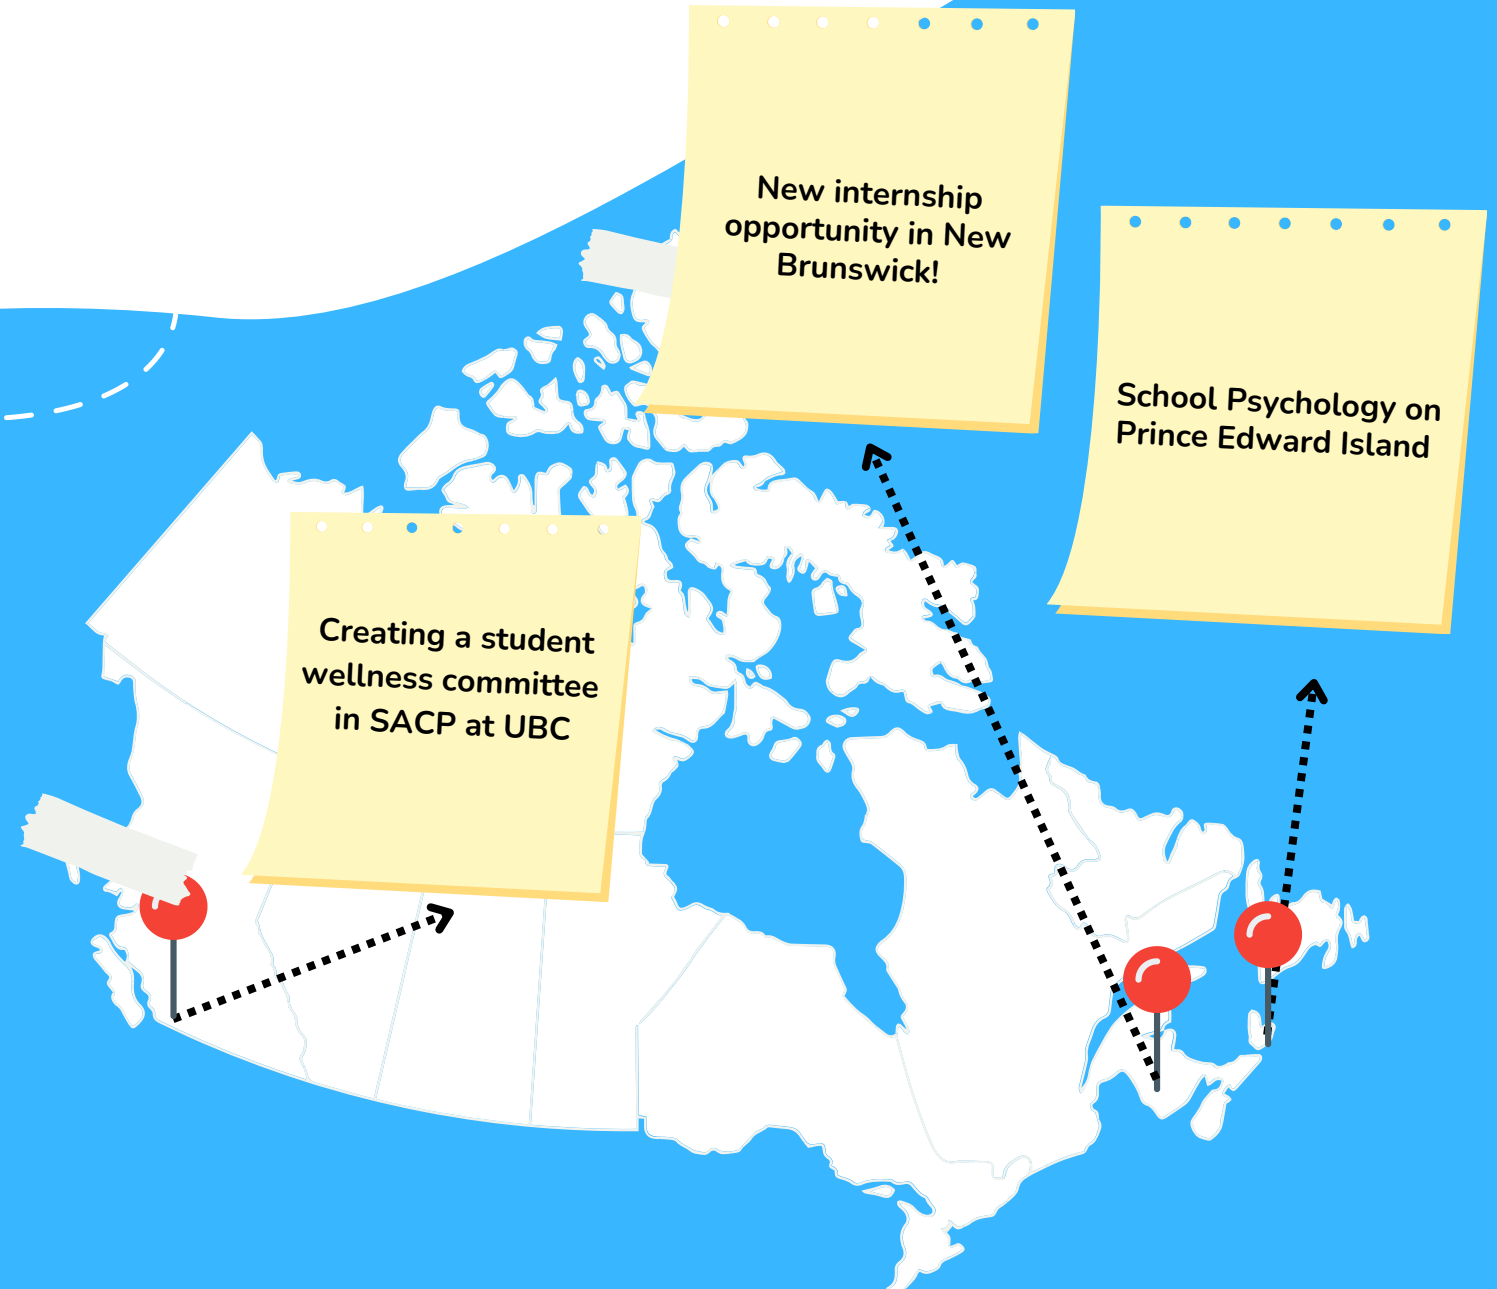 New internship
opportunity in New
Brunswick!
School Psychology on
Prince Edward Island
Creating a student
wellness committee
in SACP at UBC